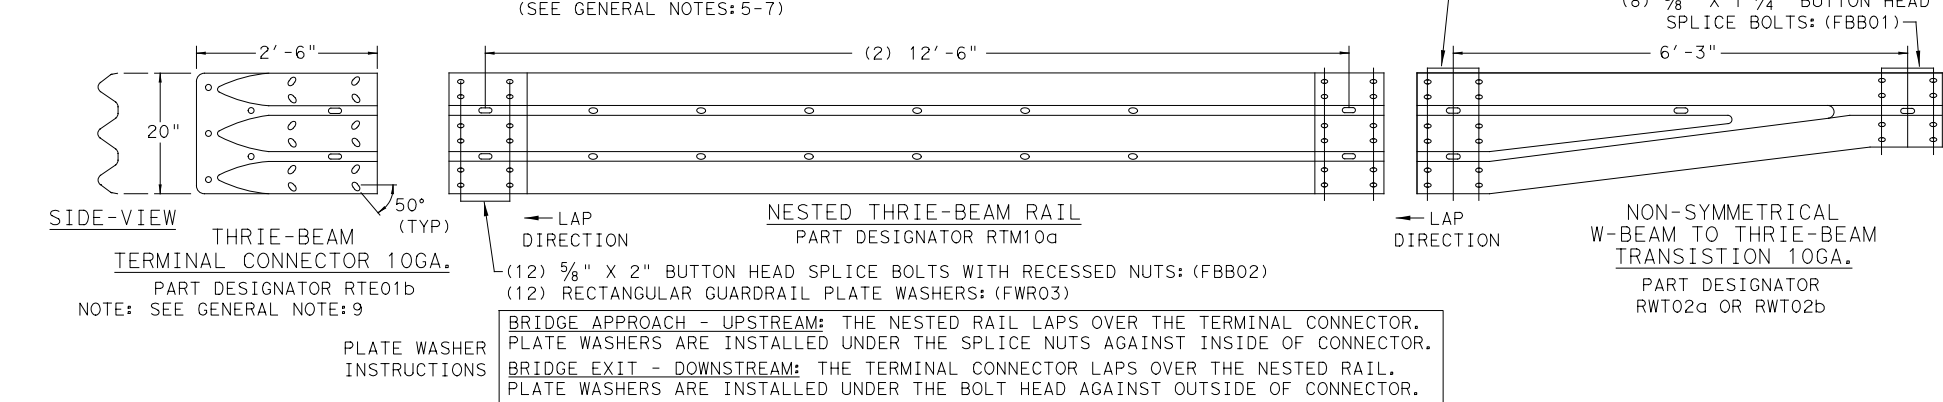 (SEE GENERAL NOTES:5-7)
(8) ⅝" X 1 ¼" BUTTON HEAD
SPLICE BOLTS:(FBB01)
2'-6"
(2) 12'-6"
6'-3"
20"
50°
(TYP)
SIDE-VIEW
THRIE-BEAM
TERMINAL CONNECTOR 10GA.
PART DESIGNATOR RTE01b
NOTE: SEE GENERAL NOTE:9
LAP
DIRECTION
NESTED THRIE-BEAM RAIL
PART DESIGNATOR RTM10a
LAP
DIRECTION
NON-SYMMETRICAL
W-BEAM TO THRIE-BEAM
TRANSISTION 10GA.
PART DESIGNATOR
RWT02a OR RWT02b
(12) ⅝" X 2" BUTTON HEAD SPLICE BOLTS WITH RECESSED NUTS:(FBB02)
(12) RECTANGULAR GUARDRAIL PLATE WASHERS:(FWR03)
PLATE WASHER
INSTRUCTIONS
BRIDGE APPROACH - UPSTREAM: THE NESTED RAIL LAPS OVER THE TERMINAL CONNECTOR.
PLATE WASHERS ARE INSTALLED UNDER THE SPLICE NUTS AGAINST INSIDE OF CONNECTOR.
BRIDGE EXIT - DOWNSTREAM: THE TERMINAL CONNECTOR LAPS OVER THE NESTED RAIL.
PLATE WASHERS ARE INSTALLED UNDER THE BOLT HEAD AGAINST OUTSIDE OF CONNECTOR.